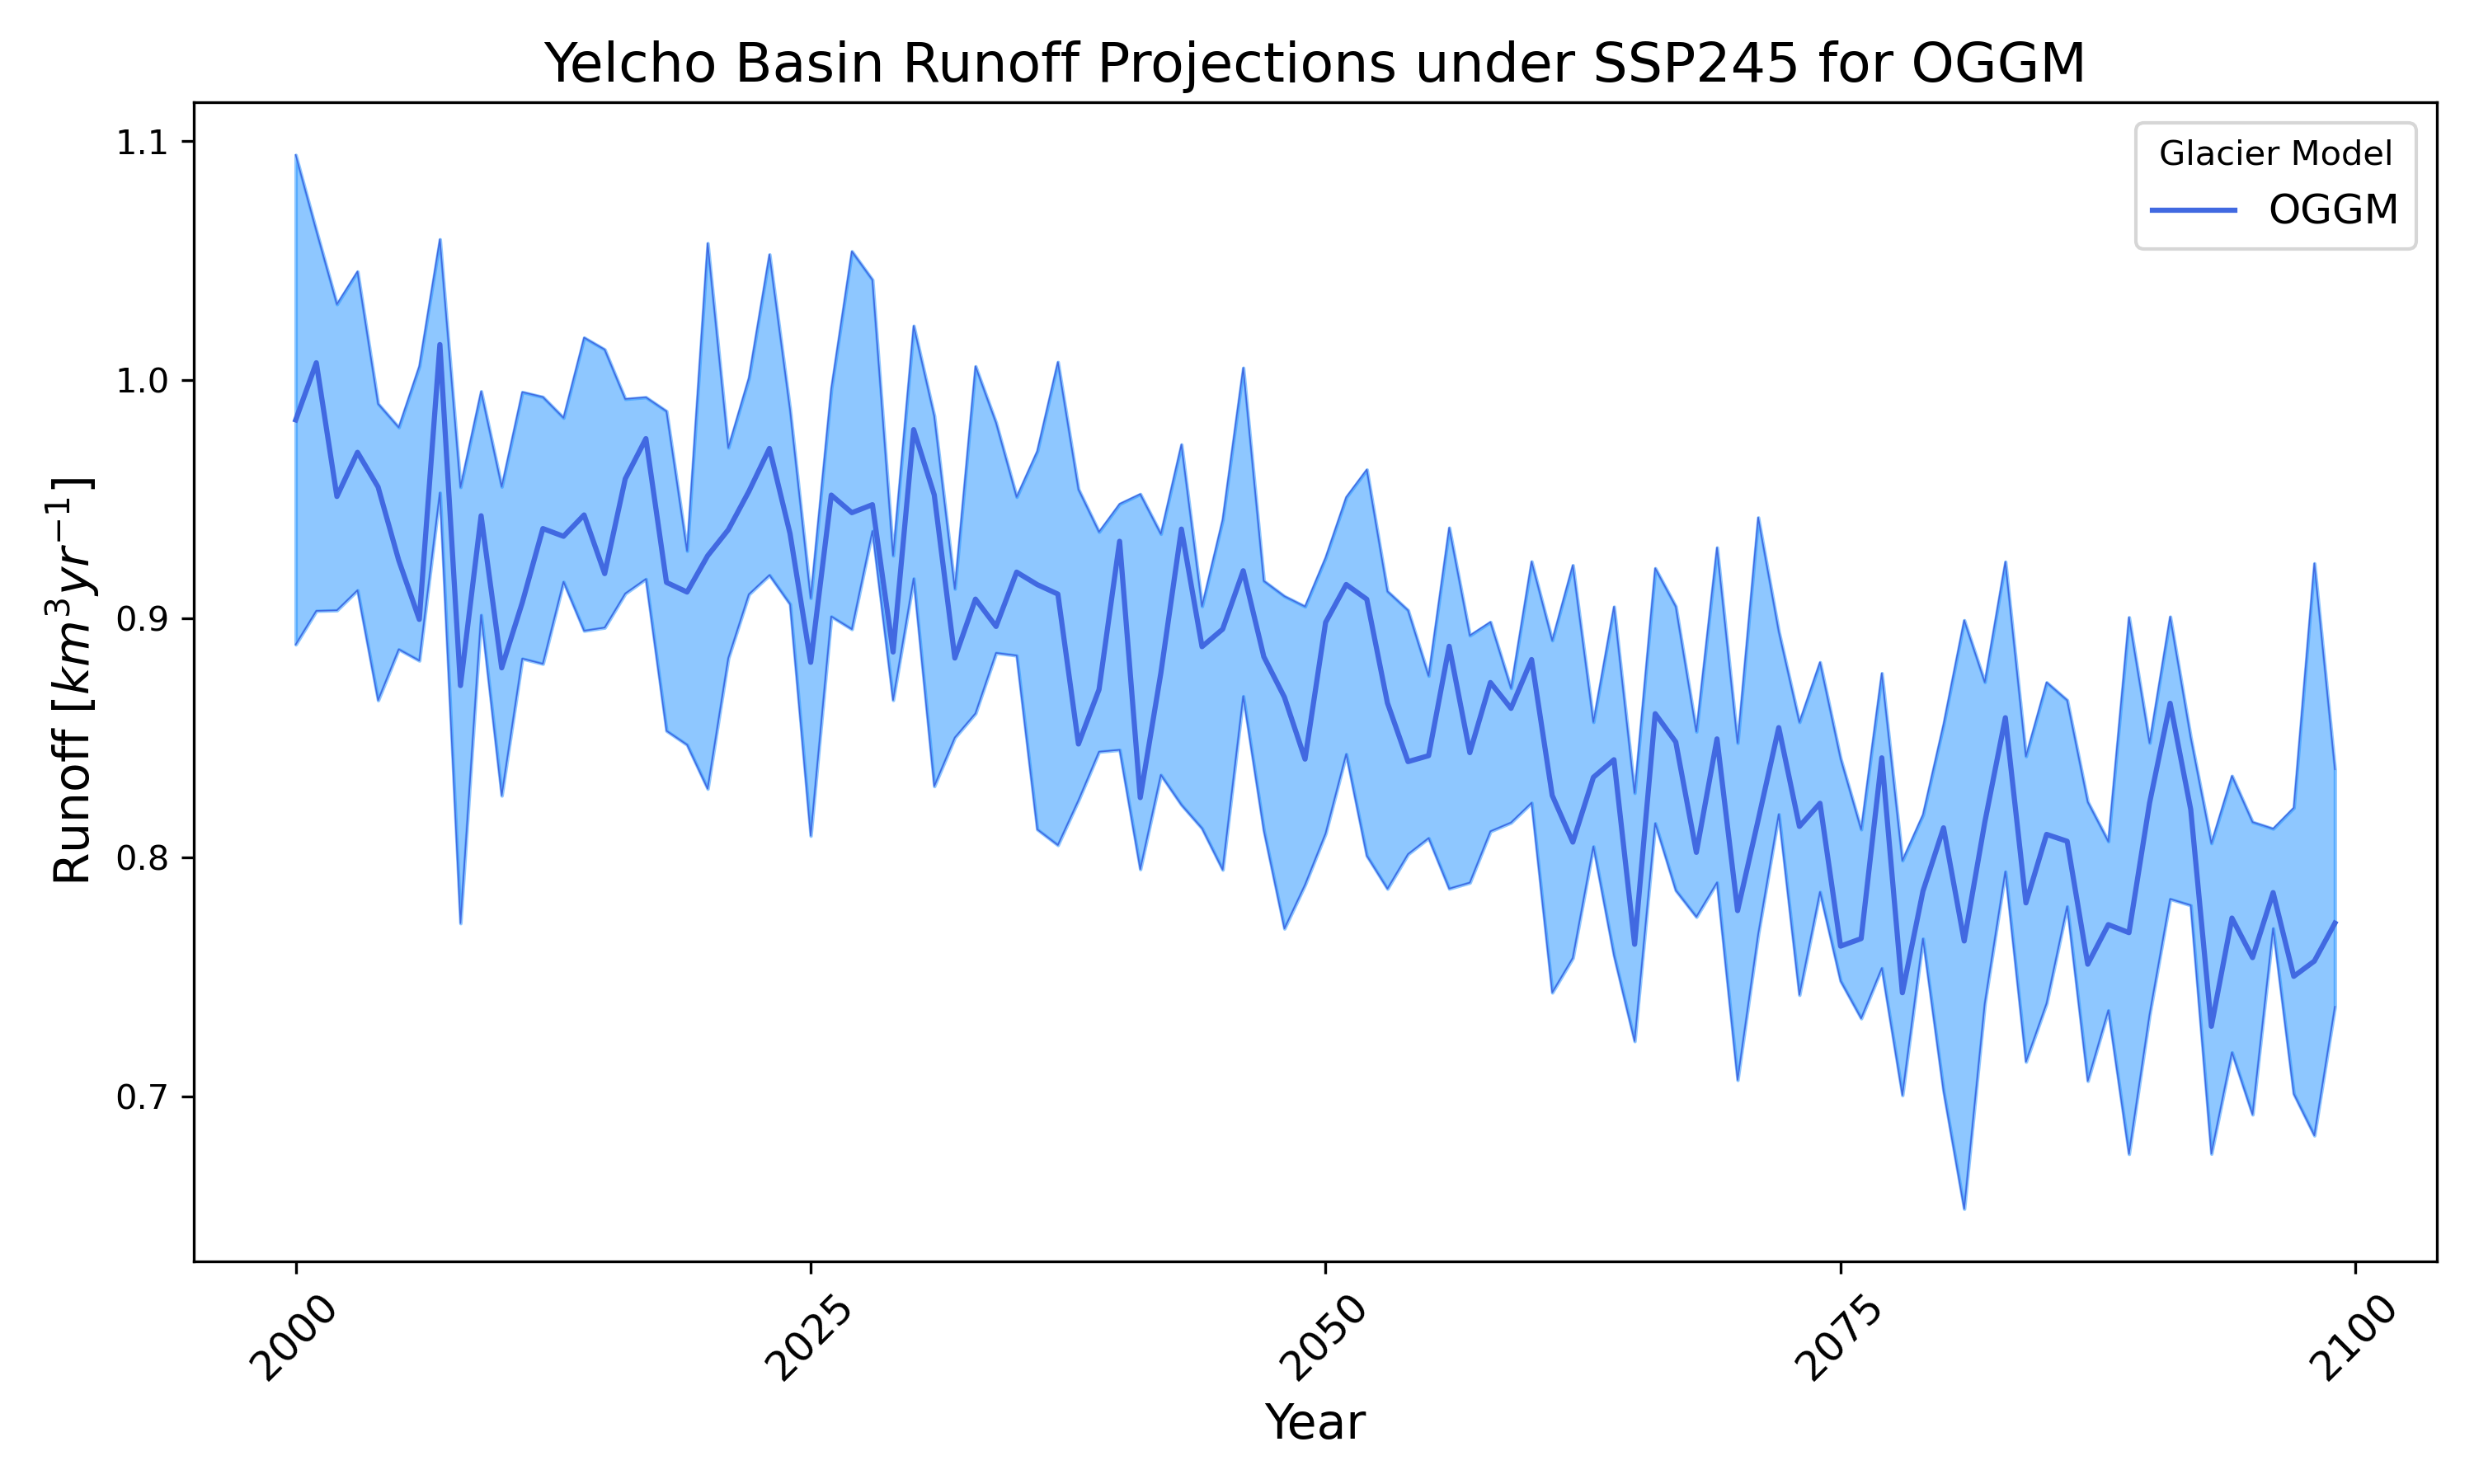 Yelcho Basin Runoff Projections under SSP245 for OGGM
Glacier Model
OGGM
Runoff [km³yr⁻¹]
1.1
1.0
0.9
0.8
0.7
2000
2025
2050
2075
2100
Year